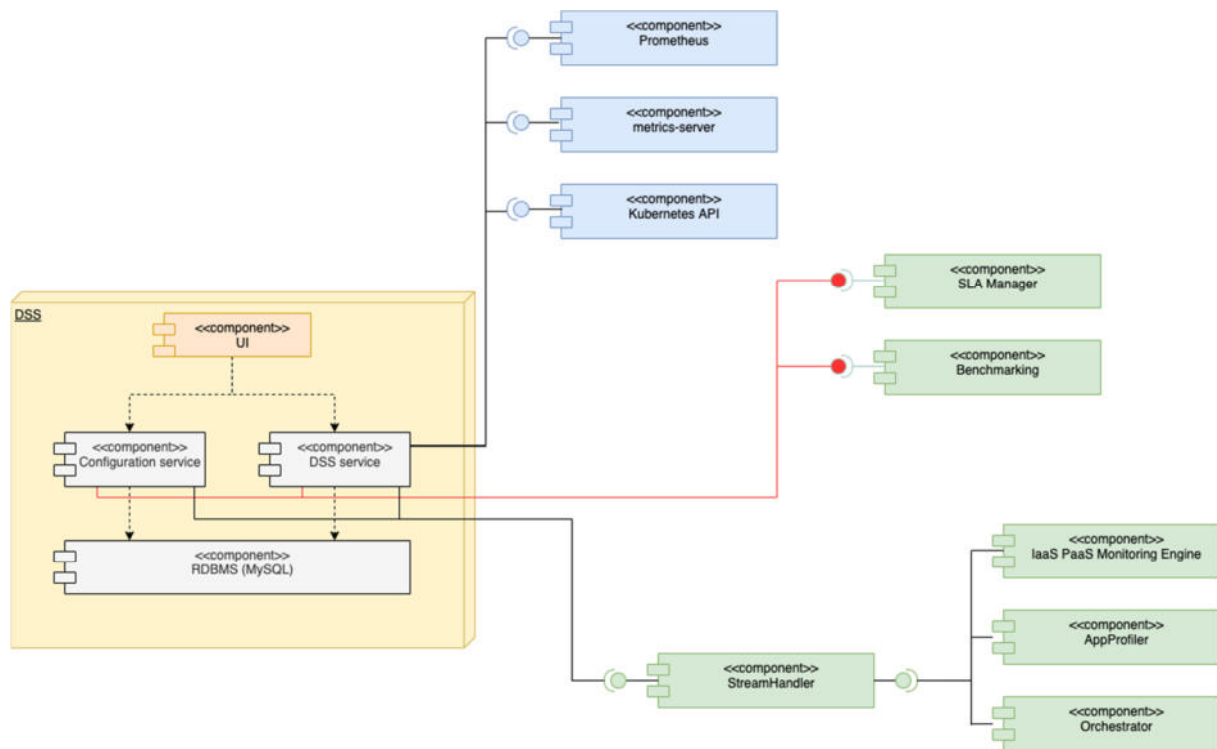 <<component>>
Prometheus
<<component>>
metrics-server
<<component>>
Kubernetes API
<<component>>
SLA Manager
<<component>>
Benchmarking
DSS
<<component>>
UI
<<component>>
Configuration service
<<component>>
DSS service
<<component>>
RDBMS (MySQL)
<<component>>
IaaS PaaS Monitoring Engine
<<component>>
AppProfiler
<<component>>
StreamHandler
<<component>>
Orchestrator